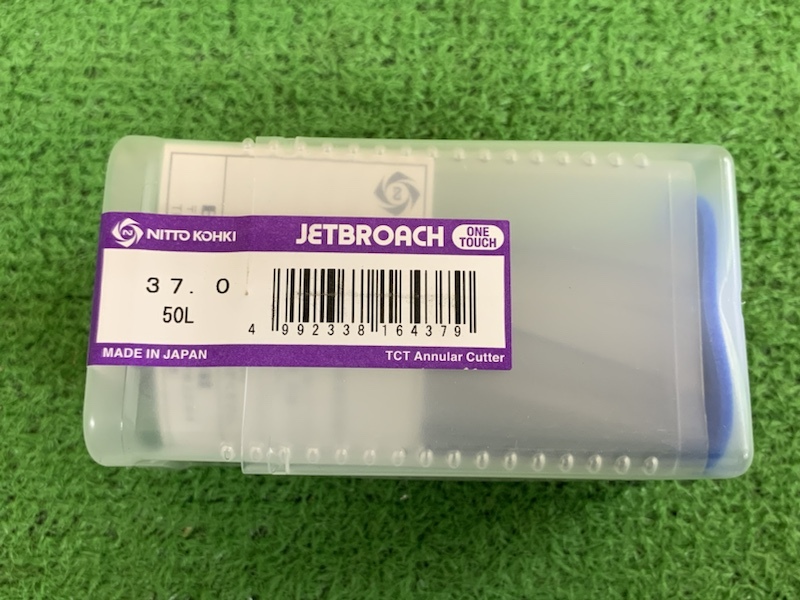 NITTO KOHKI
JETBROACH
ONE
TOUCH
37.0
50L
4 992338 164379
MADE IN JAPAN
TCT Annular Cutter